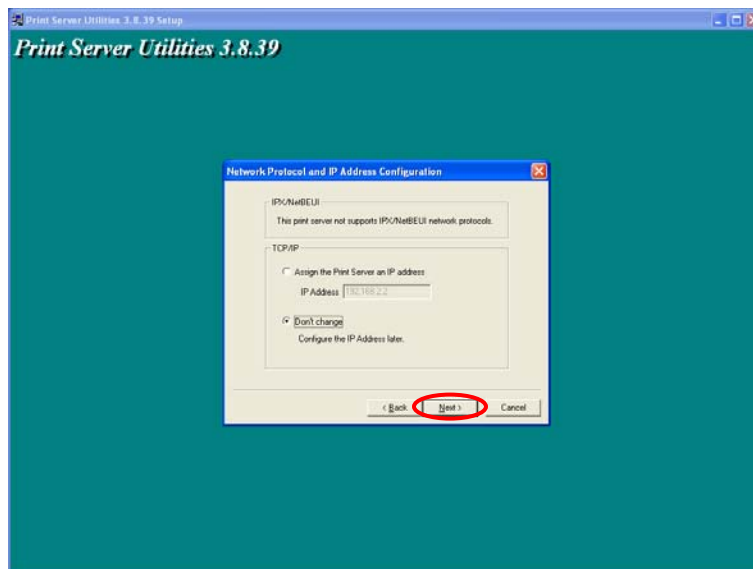 Print Server Utilities 3.8.39 Setup
Print Server Utilities 3.8.39
Network Protocol and IP Address Configuration
IPX/NetBEUI
This print server not supports IPX/NetBEUI network protocols.
TCP/IP
Assign the Print Server an IP address
IP Address 192.168.2.2
Don't change
Configure the IP Address later.
< Back Next > Cancel